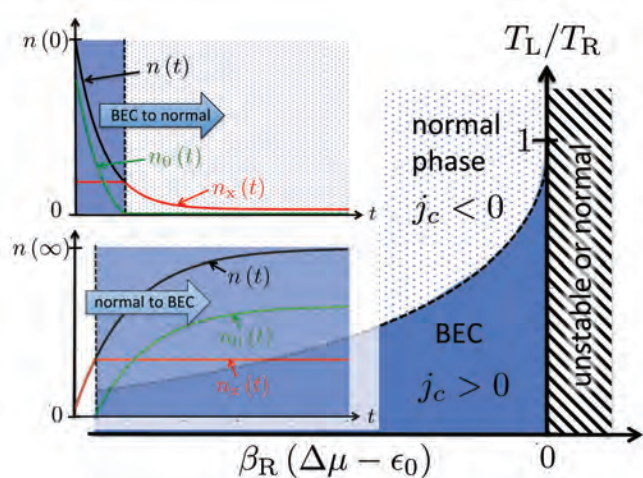 n(0)
n(t)
BEC to normal
n₀(t)
nₓ(t)
0
t
n(∞)
n(t)
normal to BEC
n₀(t)
nₓ(t)
0
t
T_L/T_R
1
normal
phase
j_c < 0
BEC
j_c > 0
unstable or normal
β_R (Δμ − ϵ₀)
0